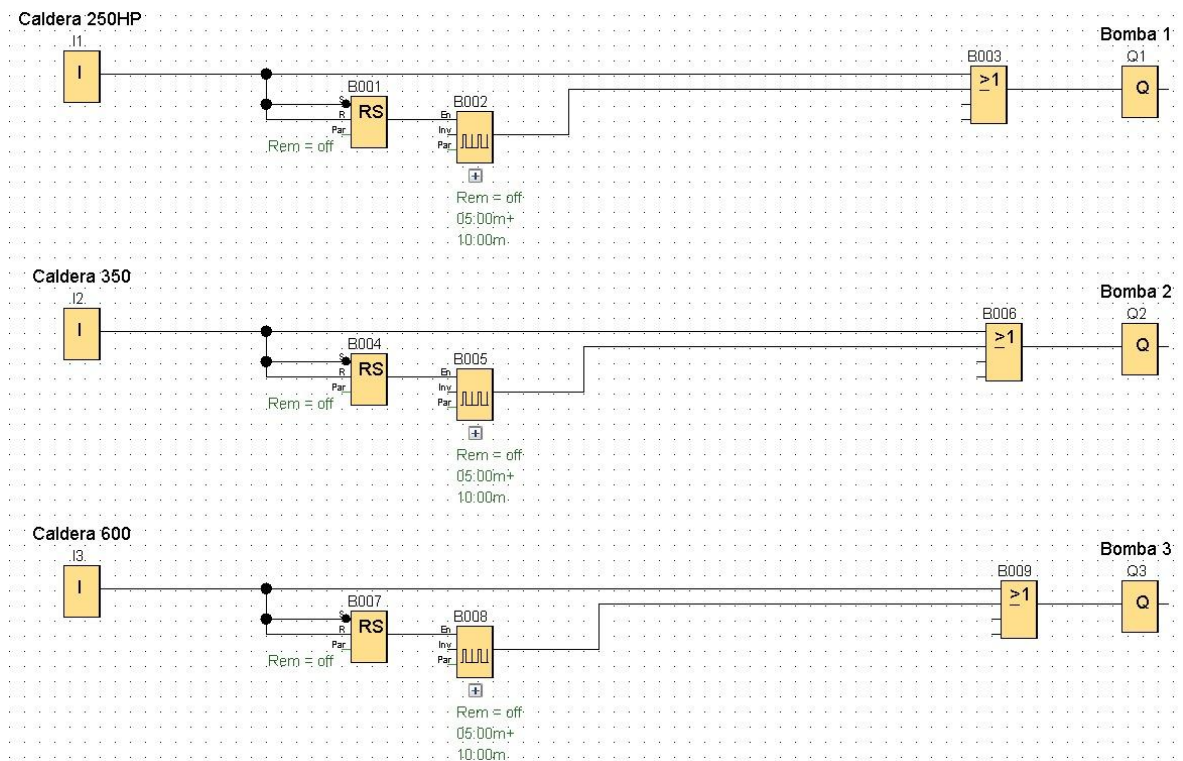 Caldera 250HP
I1
I
Bomba 1
B003
≥1
Q1
Q
B001
S
R
Par
RS
Rem = off
B002
En
Inv
Par
Rem = off
05:00m+
10:00m
Caldera 350
I2
I
Bomba 2
B006
≥1
Q2
Q
B004
S
R
Par
RS
Rem = off
B005
En
Inv
Par
Rem = off
05:00m+
10:00m
Caldera 600
I3
I
Bomba 3
B009
≥1
Q3
Q
B007
S
R
Par
RS
Rem = off
B008
En
Inv
Par
Rem = off
05:00m+
10:00m